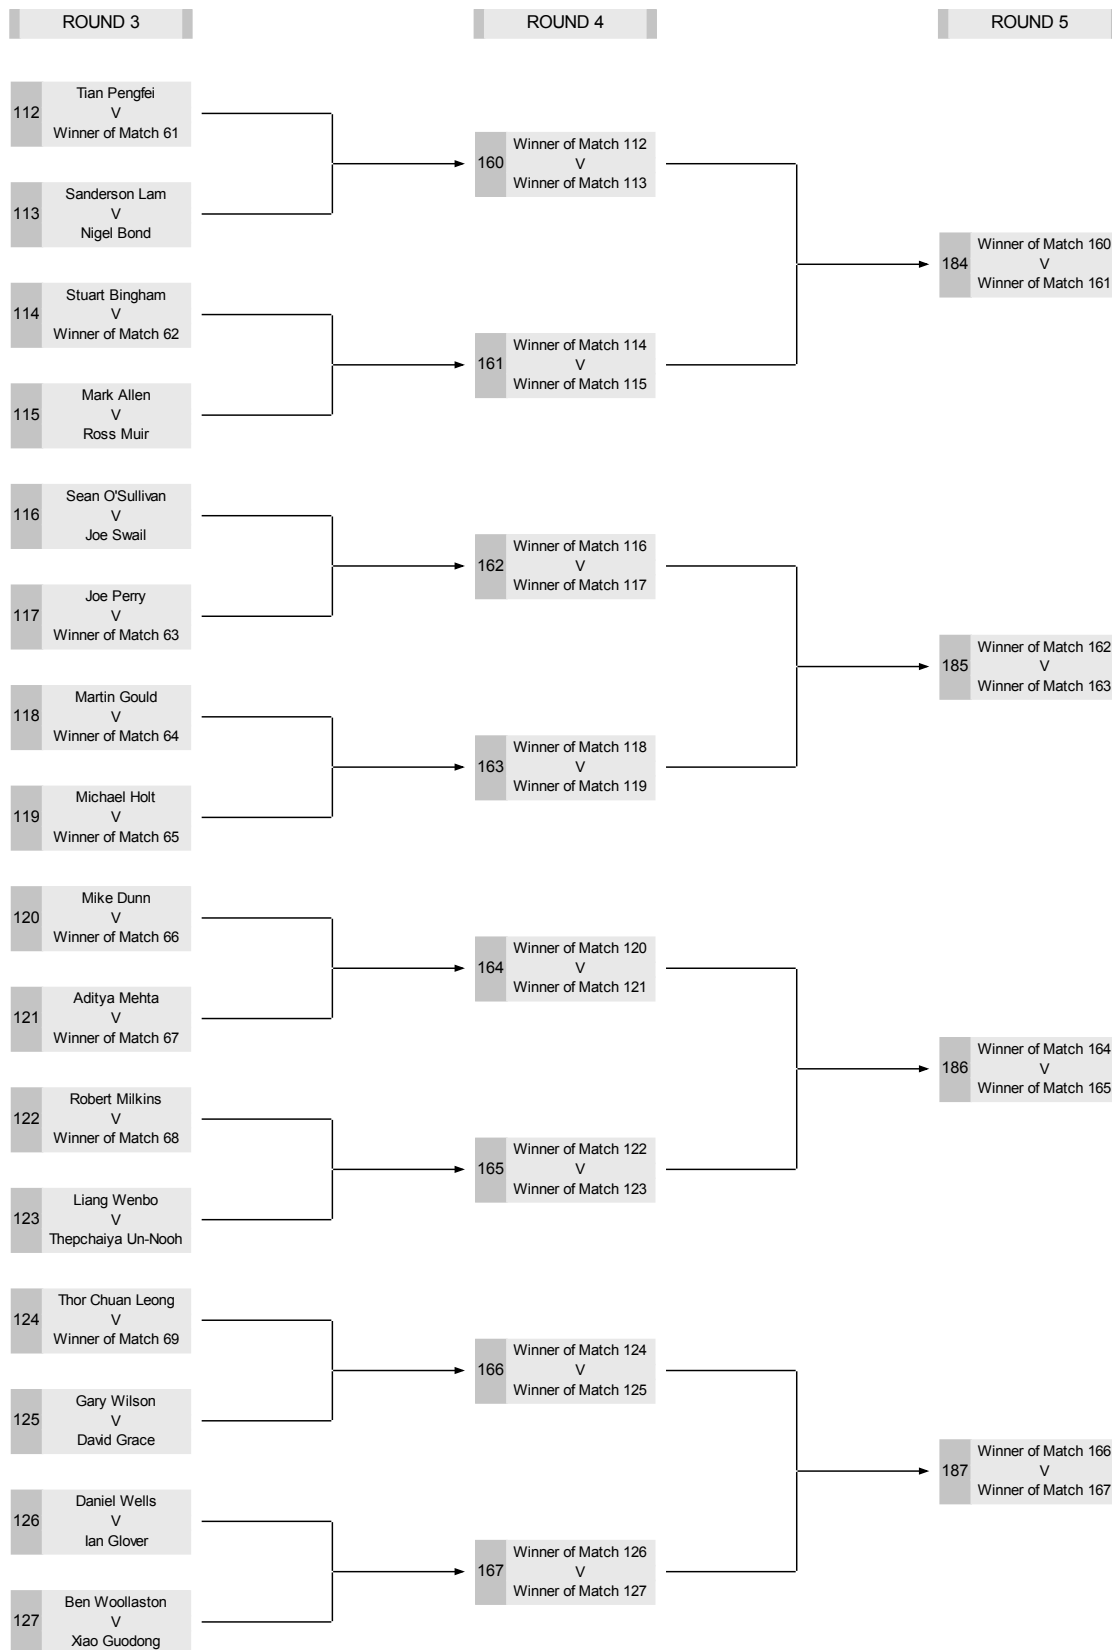 ROUND 3
ROUND 4
ROUND 5
112
Tian Pengfei
V
Winner of Match 61
113
Sanderson Lam
V
Nigel Bond
114
Stuart Bingham
V
Winner of Match 62
115
Mark Allen
V
Ross Muir
116
Sean O'Sullivan
V
Joe Swail
117
Joe Perry
V
Winner of Match 63
118
Martin Gould
V
Winner of Match 64
119
Michael Holt
V
Winner of Match 65
120
Mike Dunn
V
Winner of Match 66
121
Aditya Mehta
V
Winner of Match 67
122
Robert Milkins
V
Winner of Match 68
123
Liang Wenbo
V
Thepchaiya Un-Nooh
124
Thor Chuan Leong
V
Winner of Match 69
125
Gary Wilson
V
David Grace
126
Daniel Wells
V
Ian Glover
127
Ben Woollaston
V
Xiao Guodong
160
Winner of Match 112
V
Winner of Match 113
161
Winner of Match 114
V
Winner of Match 115
162
Winner of Match 116
V
Winner of Match 117
163
Winner of Match 118
V
Winner of Match 119
164
Winner of Match 120
V
Winner of Match 121
165
Winner of Match 122
V
Winner of Match 123
166
Winner of Match 124
V
Winner of Match 125
167
Winner of Match 126
V
Winner of Match 127
184
Winner of Match 160
V
Winner of Match 161
185
Winner of Match 162
V
Winner of Match 163
186
Winner of Match 164
V
Winner of Match 165
187
Winner of Match 166
V
Winner of Match 167